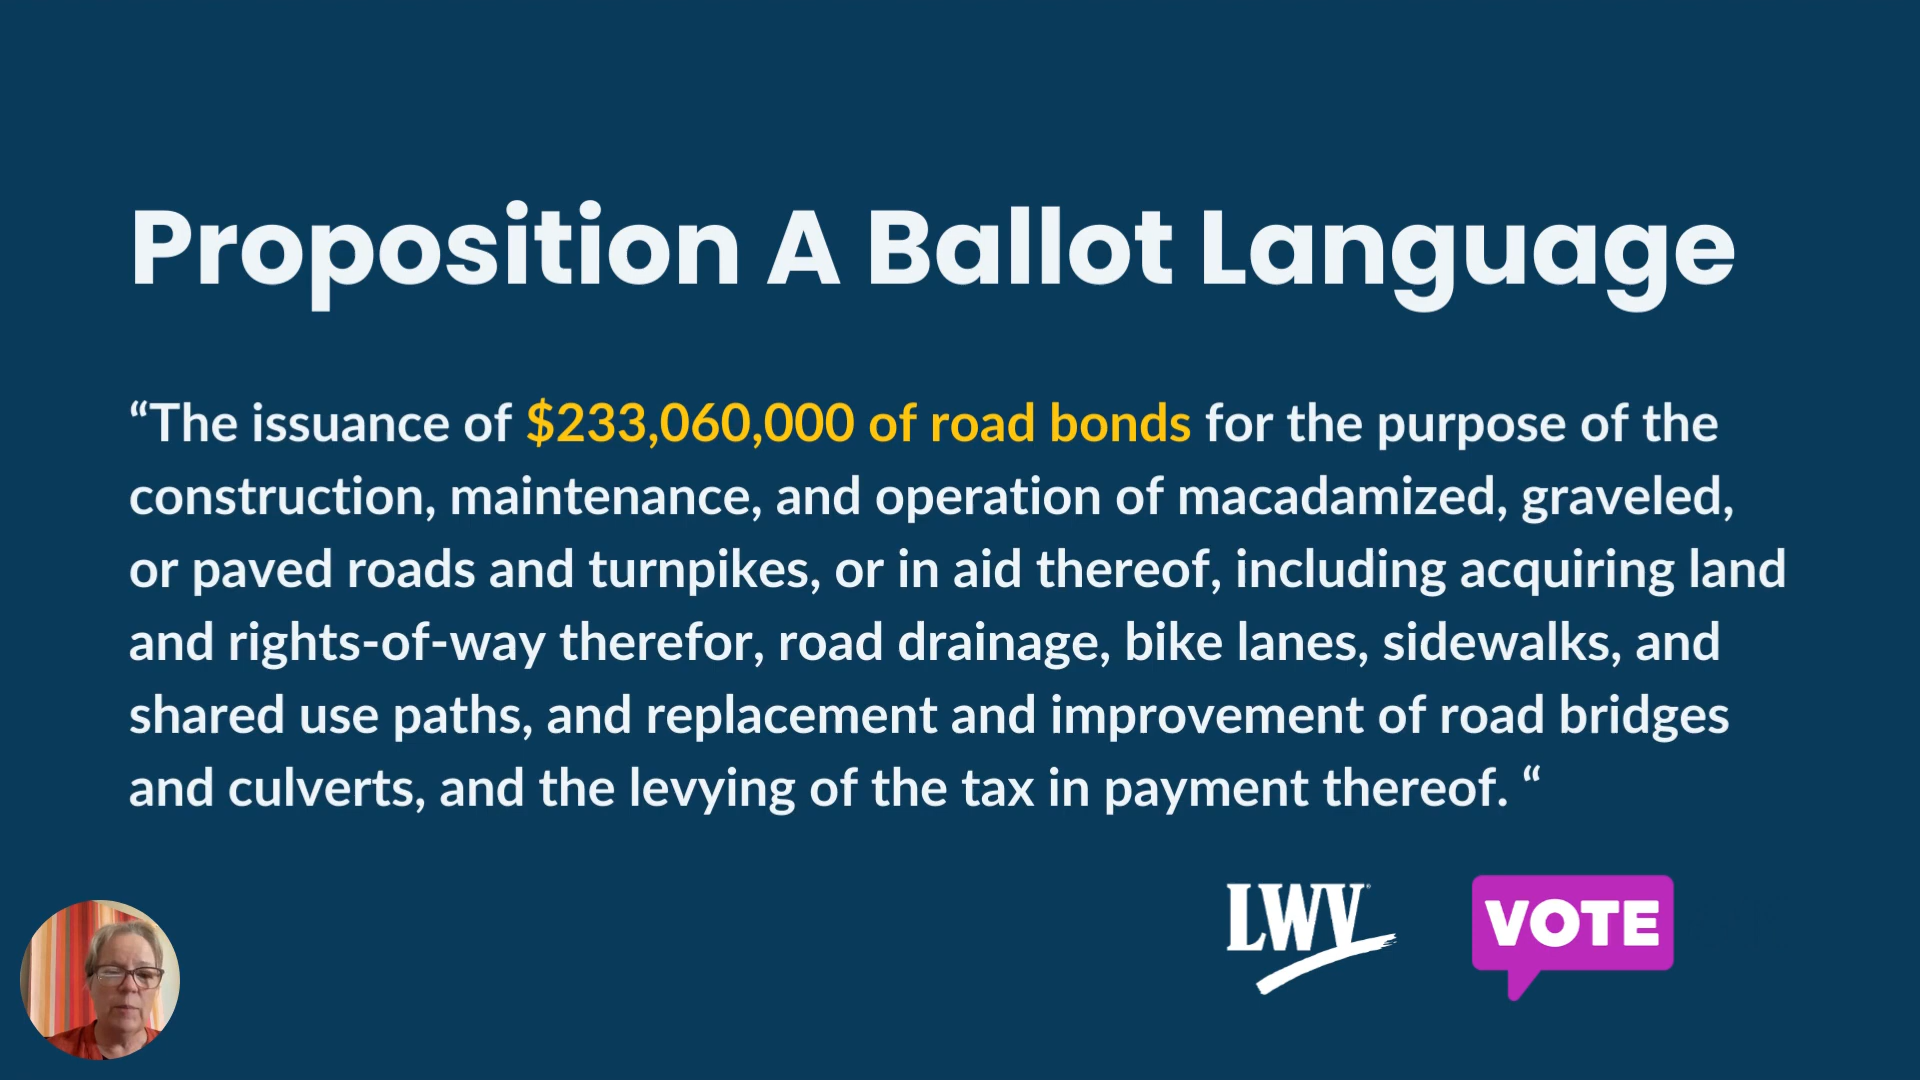 Proposition A Ballot Language
“The issuance of $233,060,000 of road bonds for the purpose of the
construction, maintenance, and operation of macadamized, graveled,
or paved roads and turnpikes, or in aid thereof, including acquiring land
and rights-of-way therefor, road drainage, bike lanes, sidewalks, and
shared use paths, and replacement and improvement of road bridges
and culverts, and the levying of the tax in payment thereof. “
LWV
VOTE